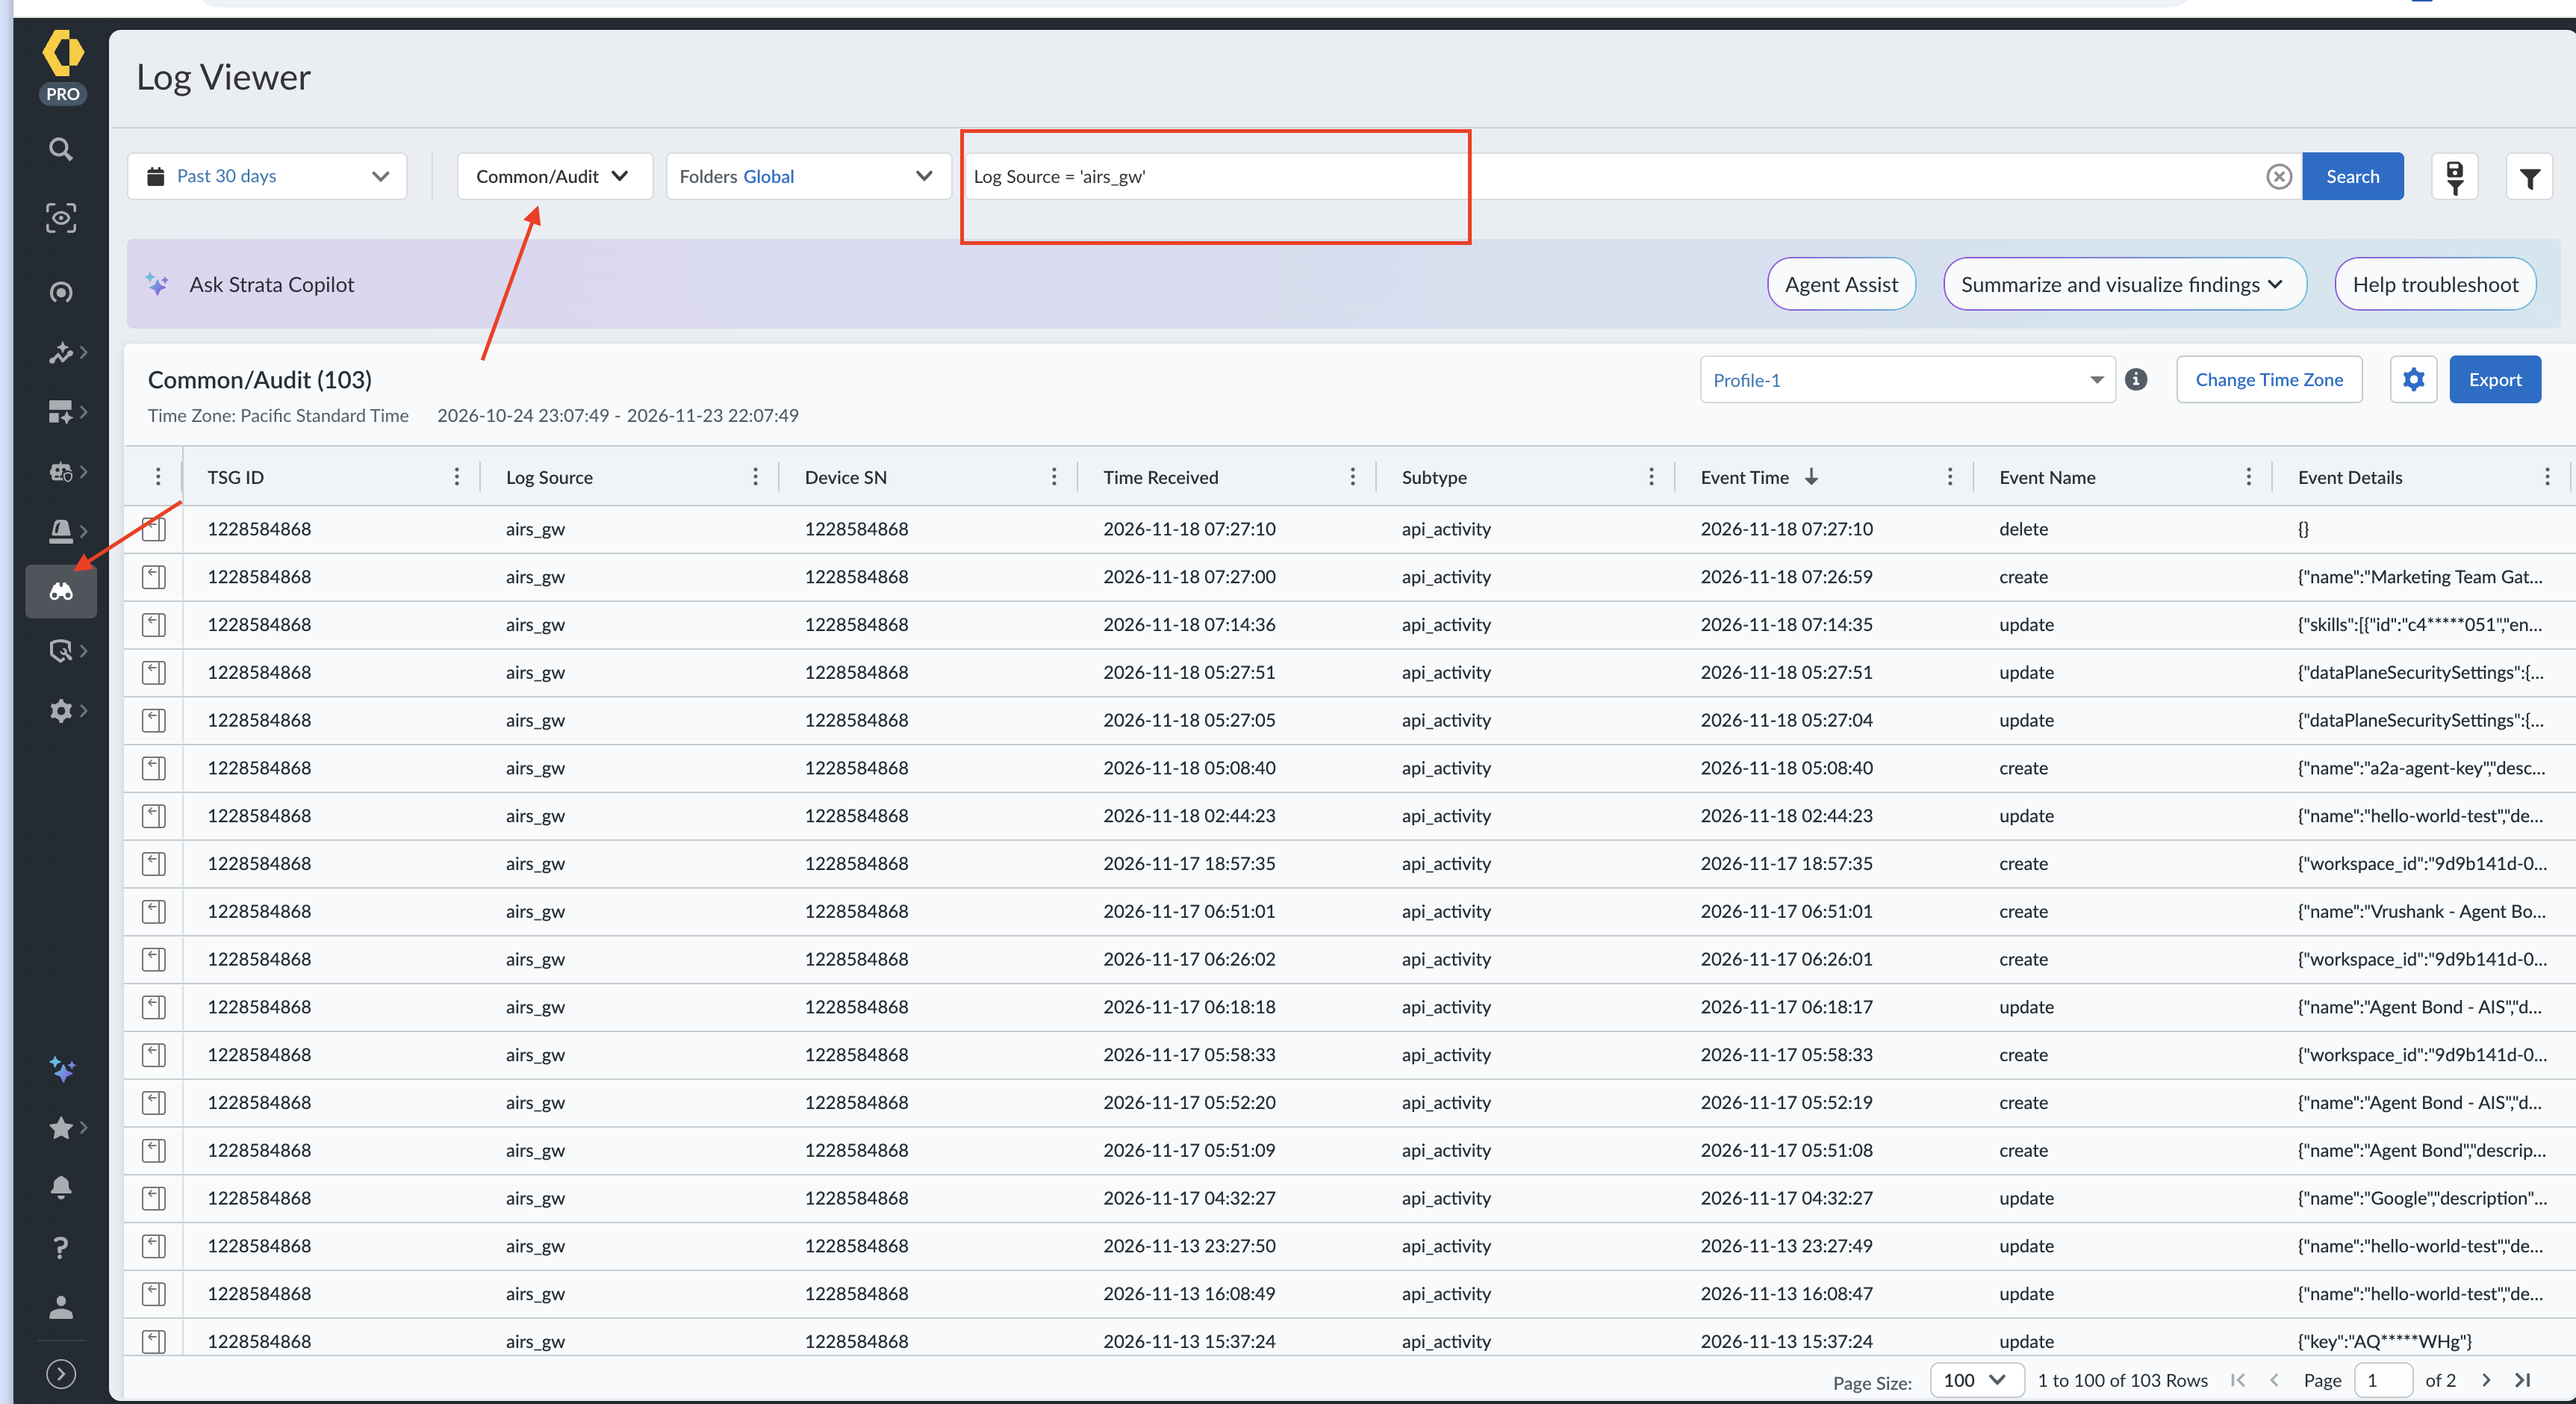 PRO
Log Viewer
Past 30 days
Common/Audit
Folders Global
Log Source = 'airs_gw'
Search
Ask Strata Copilot
Agent Assist
Summarize and visualize findings
Help troubleshoot
Common/Audit (103)
Time Zone: Pacific Standard Time 2026-10-24 23:07:49 - 2026-11-23 22:07:49
Profile-1
Change Time Zone
Export
TSG ID Log Source Device SN Time Received Subtype Event Time Event Name Event Details
1228584868 airs_gw 1228584868 2026-11-18 07:27:10 api_activity 2026-11-18 07:27:10 delete {}
1228584868 airs_gw 1228584868 2026-11-18 07:27:00 api_activity 2026-11-18 07:26:59 create {"name":"Marketing Team Gat...
1228584868 airs_gw 1228584868 2026-11-18 07:14:36 api_activity 2026-11-18 07:14:35 update {"skills":[{"id":"c4*****051","en...
1228584868 airs_gw 1228584868 2026-11-18 05:27:51 api_activity 2026-11-18 05:27:51 update {"dataPlaneSecuritySettings":{...
1228584868 airs_gw 1228584868 2026-11-18 05:27:05 api_activity 2026-11-18 05:27:04 update {"dataPlaneSecuritySettings":{...
1228584868 airs_gw 1228584868 2026-11-18 05:08:40 api_activity 2026-11-18 05:08:40 create {"name":"a2a-agent-key","desc...
1228584868 airs_gw 1228584868 2026-11-18 02:44:23 api_activity 2026-11-18 02:44:23 update {"name":"hello-world-test","de...
1228584868 airs_gw 1228584868 2026-11-17 18:57:35 api_activity 2026-11-17 18:57:35 create {"workspace_id":"9d9b141d-0...
1228584868 airs_gw 1228584868 2026-11-17 06:51:01 api_activity 2026-11-17 06:51:01 create {"name":"Vrushank - Agent Bo...
1228584868 airs_gw 1228584868 2026-11-17 06:26:02 api_activity 2026-11-17 06:26:01 create {"workspace_id":"9d9b141d-0...
1228584868 airs_gw 1228584868 2026-11-17 06:18:18 api_activity 2026-11-17 06:18:17 update {"name":"Agent Bond - AIS","d...
1228584868 airs_gw 1228584868 2026-11-17 05:58:33 api_activity 2026-11-17 05:58:33 create {"workspace_id":"9d9b141d-0...
1228584868 airs_gw 1228584868 2026-11-17 05:52:20 api_activity 2026-11-17 05:52:19 create {"name":"Agent Bond - AIS","d...
1228584868 airs_gw 1228584868 2026-11-17 05:51:09 api_activity 2026-11-17 05:51:08 create {"name":"Agent Bond","descrip...
1228584868 airs_gw 1228584868 2026-11-17 04:32:27 api_activity 2026-11-17 04:32:27 update {"name":"Google","description"...
1228584868 airs_gw 1228584868 2026-11-13 23:27:50 api_activity 2026-11-13 23:27:49 update {"name":"hello-world-test","de...
1228584868 airs_gw 1228584868 2026-11-13 16:08:49 api_activity 2026-11-13 16:08:47 update {"name":"hello-world-test","de...
1228584868 airs_gw 1228584868 2026-11-13 15:37:24 api_activity 2026-11-13 15:37:24 update {"key":"AQ*****WHg"}
Page Size: 100 1 to 100 of 103 Rows Page 1 of 2